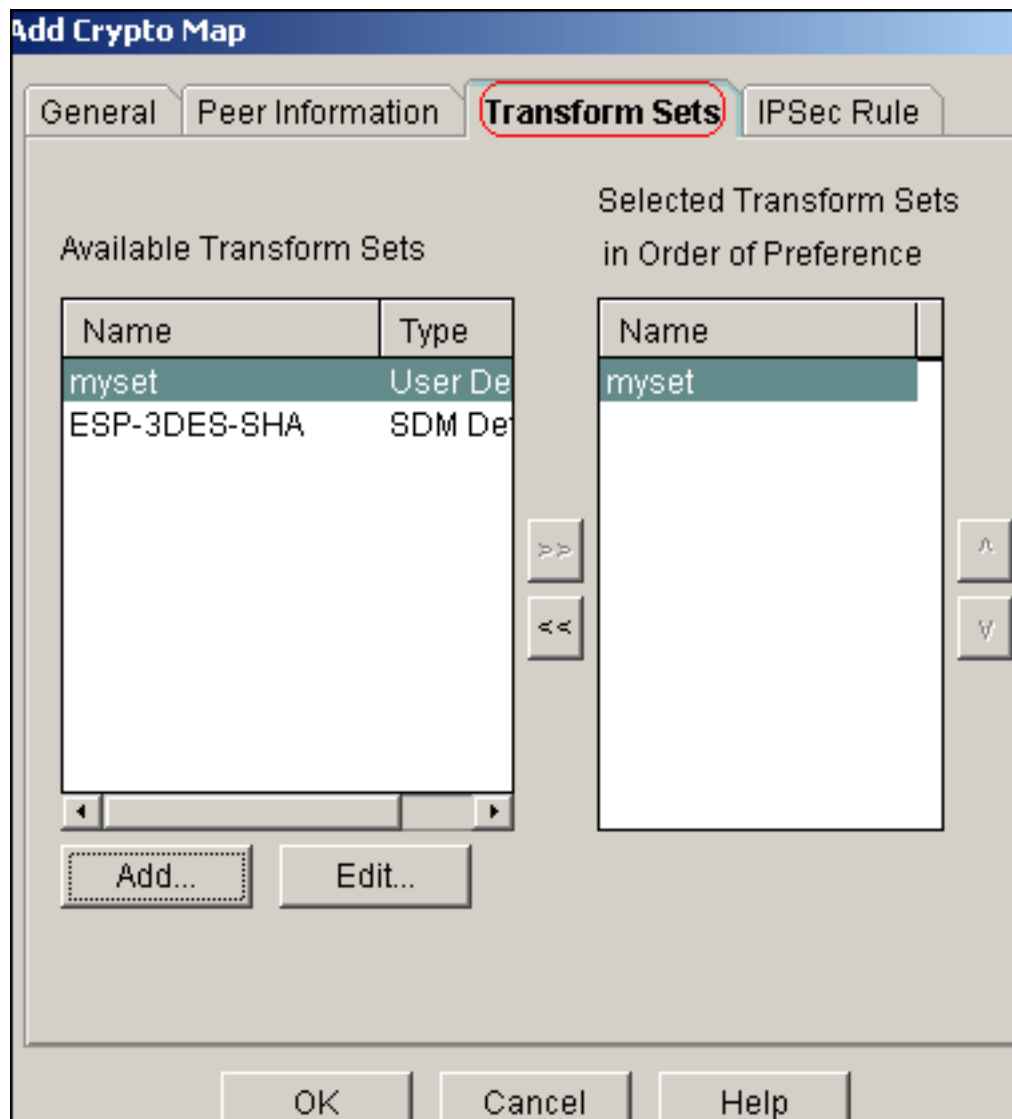 Add Crypto Map
General Peer Information Transform Sets IPSec Rule
Selected Transform Sets
in Order of Preference
Available Transform Sets
Name Type
myset User De
ESP-3DES-SHA SDM De
Name
myset
>>
<<
^
v
Add... Edit...
OK Cancel Help